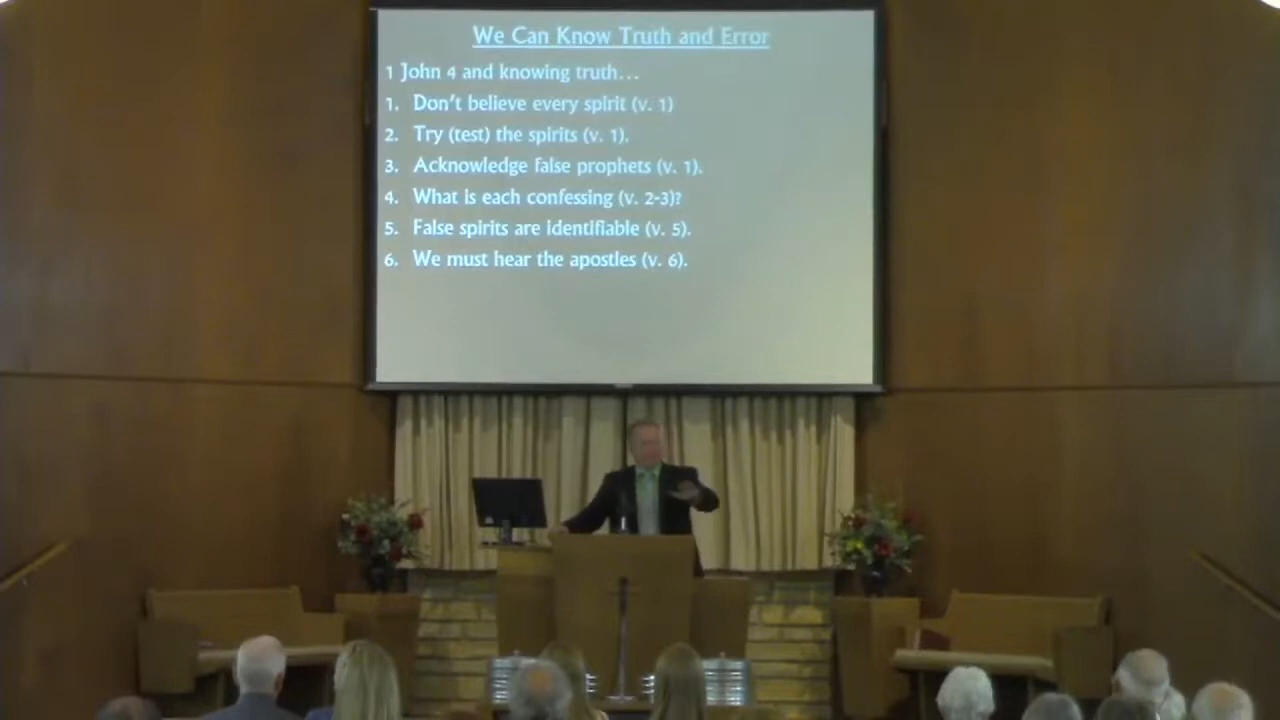 We Can Know Truth and Error
1 John 4 and knowing truth...
1. Don't believe every spirit (v. 1)
2. Try (test) the spirits (v. 1).
3. Acknowledge false prophets (v. 1).
4. What is each confessing (v. 2-3)?
5. False spirits are identifiable (v. 5).
6. We must hear the apostles (v. 6).